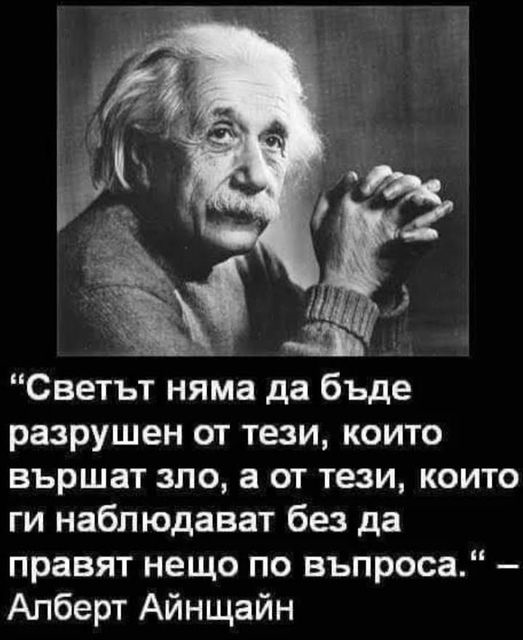 “Светът няма да бъде
разрушен от тези, които
вършат зло, а от тези, които
ги наблюдават без да
правят нещо по въпроса.“ –
Алберт Айнщайн